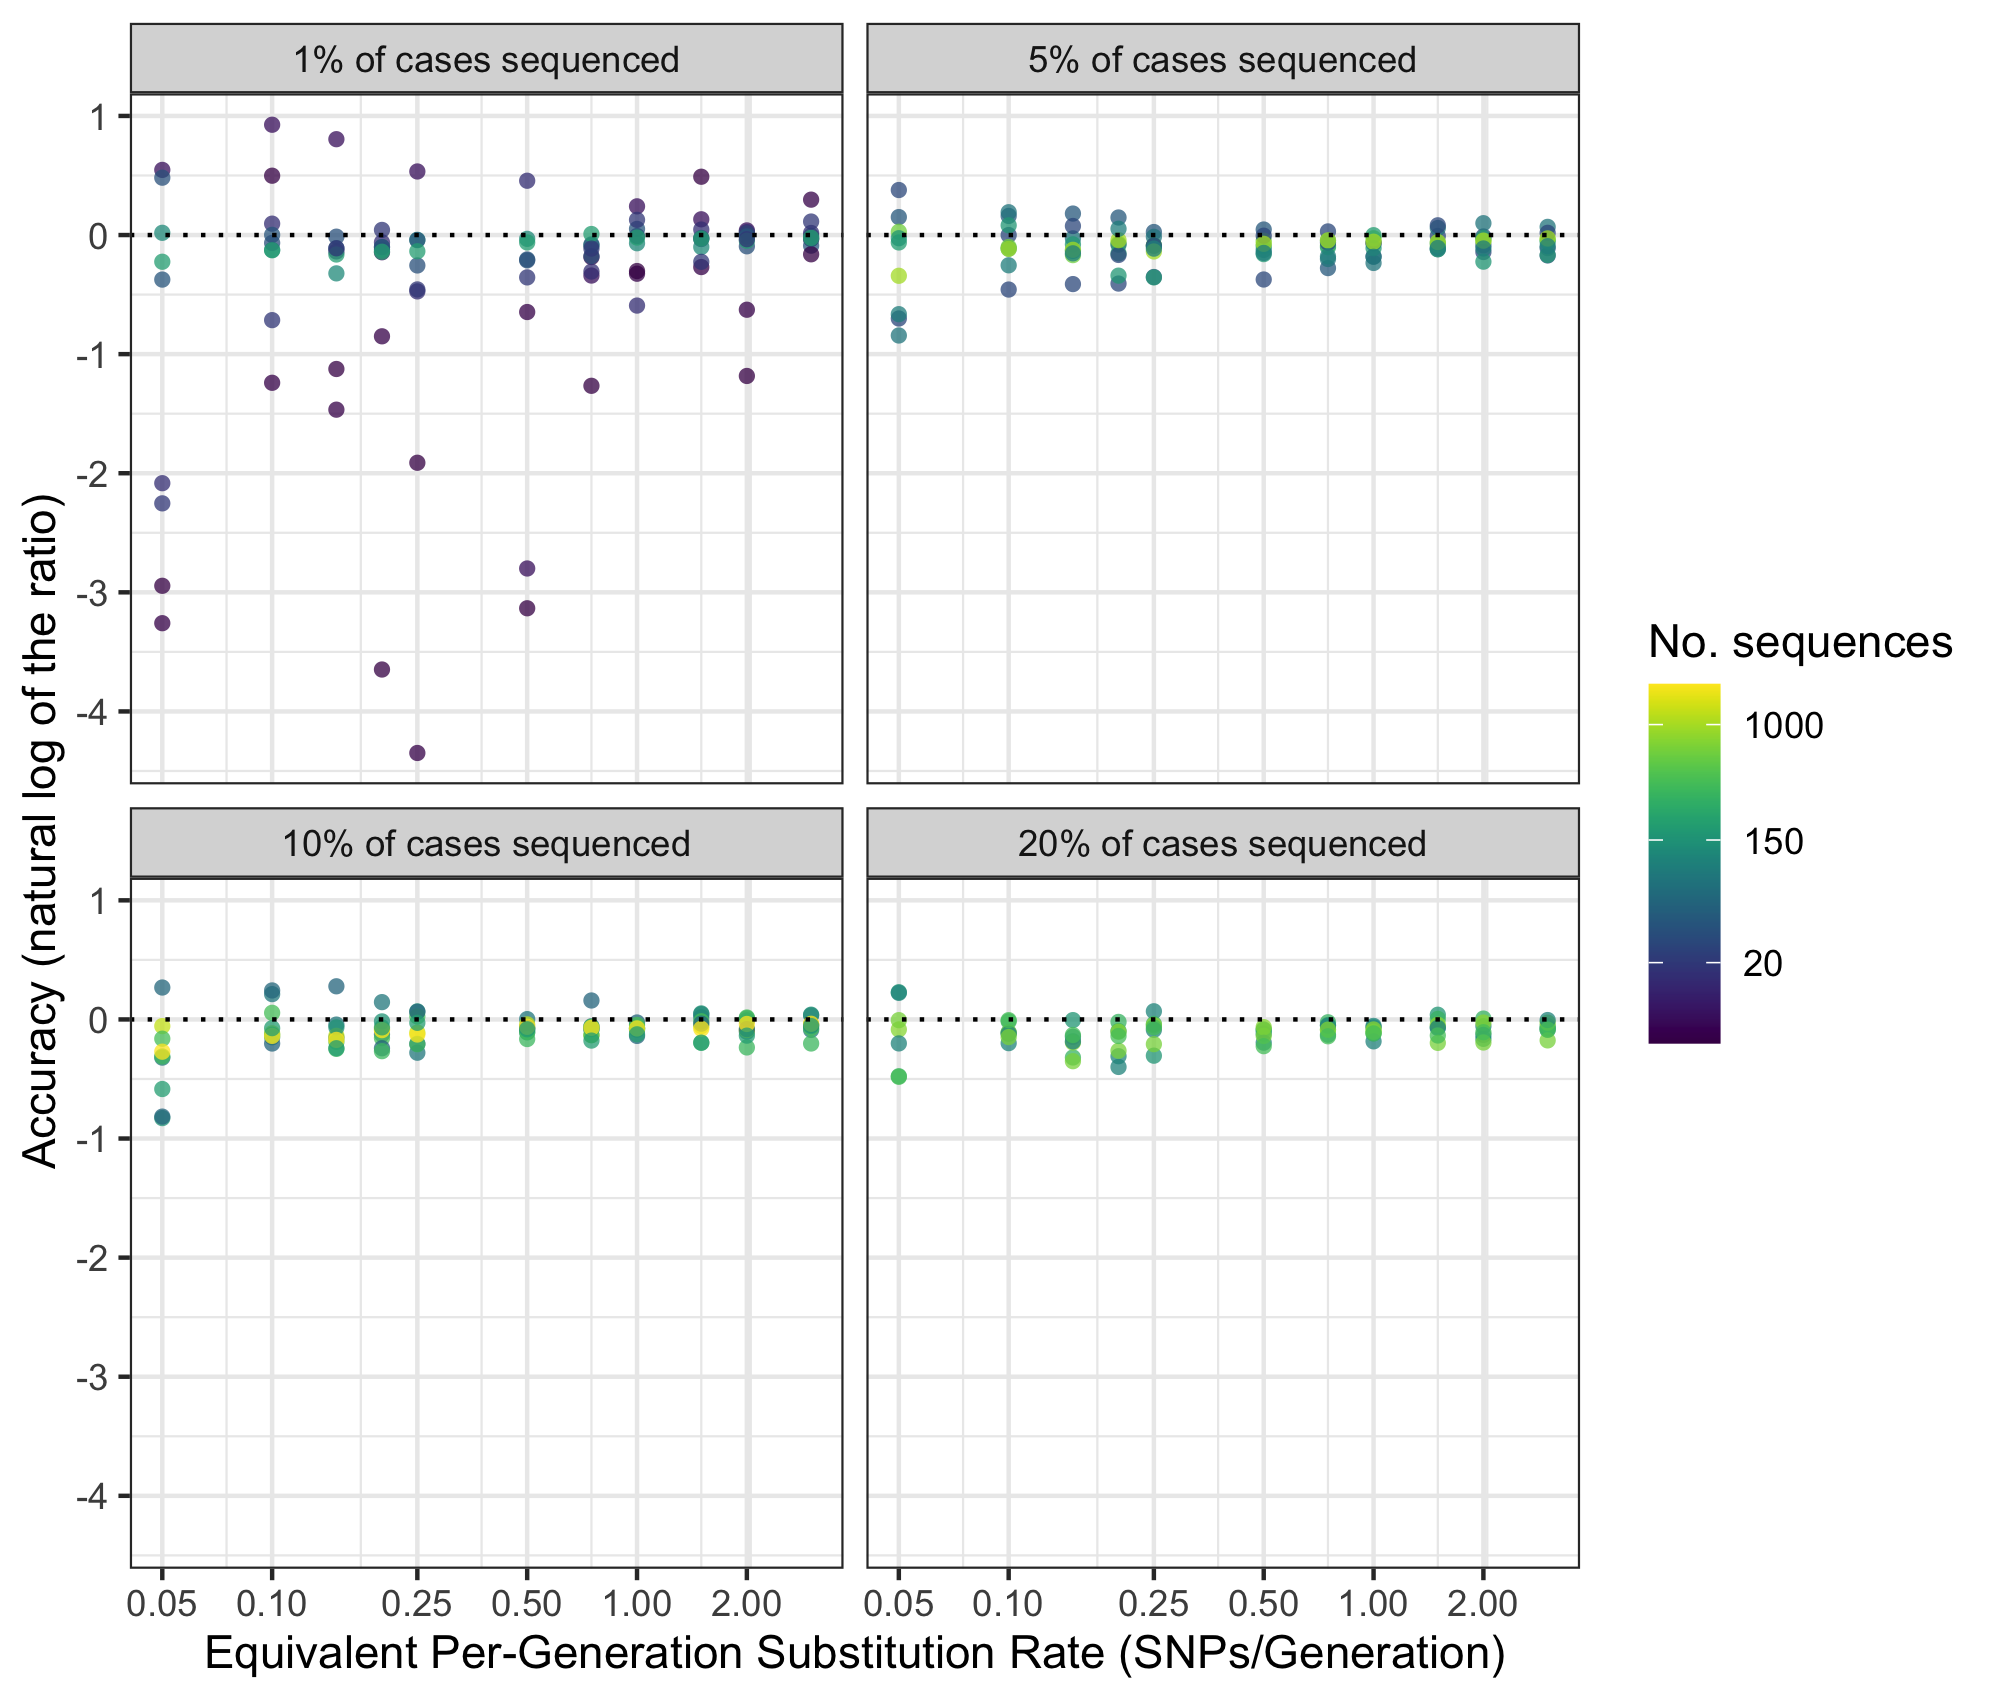 1% of cases sequenced
5% of cases sequenced
1
0
-1
-2
-3
-4
10% of cases sequenced
20% of cases sequenced
1
0
-1
-2
-3
-4
0.05 0.10 0.25 0.50 1.00 2.00
0.05 0.10 0.25 0.50 1.00 2.00
Equivalent Per-Generation Substitution Rate (SNPs/Generation)
Accuracy (natural log of the ratio)
No. sequences
1000
150
20